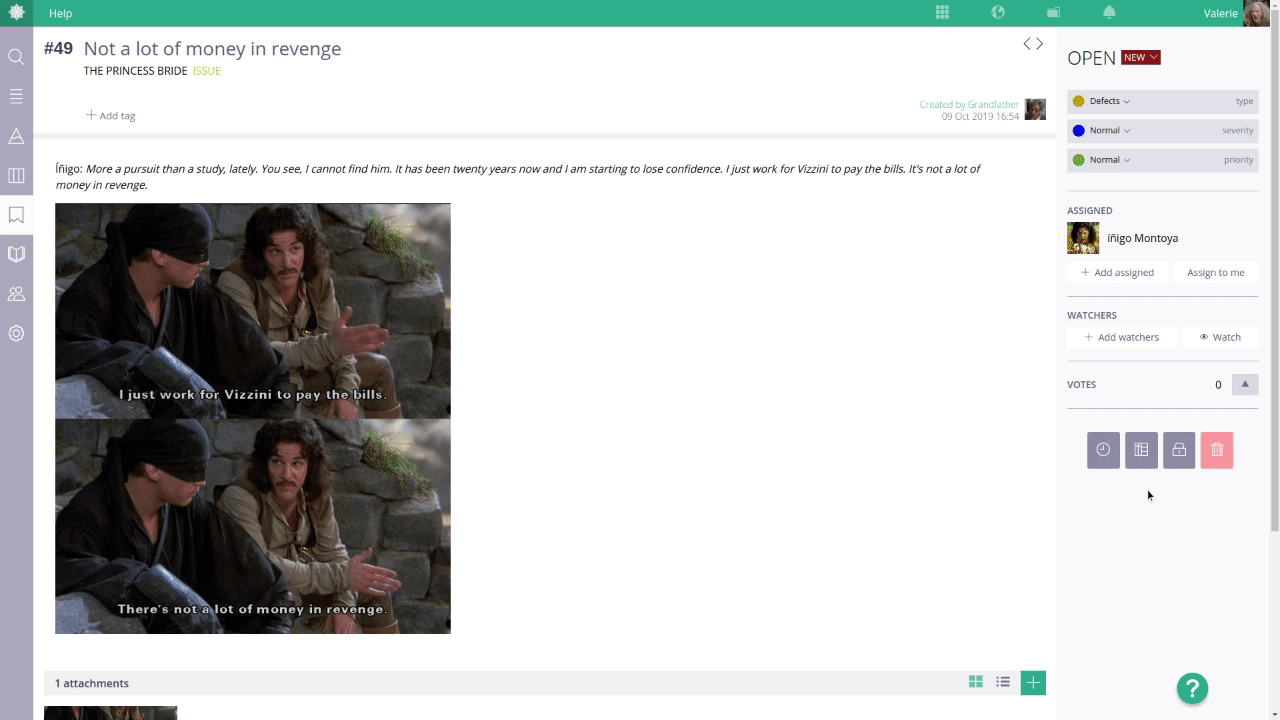 Help
Valerie
#49 Not a lot of money in revenge
THE PRINCESS BRIDE ISSUE
Add tag
Created by Grandfather
09 Oct 2019 16:54
Íñigo: More a pursuit than a study, lately. You see, I cannot find him. It has been twenty years now and I am starting to lose confidence. I just work for Vizzini to pay the bills. It's not a lot of
money in revenge.
I just work for Vizzini to pay the bills.
There's not a lot of money in revenge.
1 attachments
OPEN NEW
Defects type
Normal severity
Normal priority
ASSIGNED
íñigo Montoya
Add assigned Assign to me
WATCHERS
Add watchers Watch
VOTES 0
?